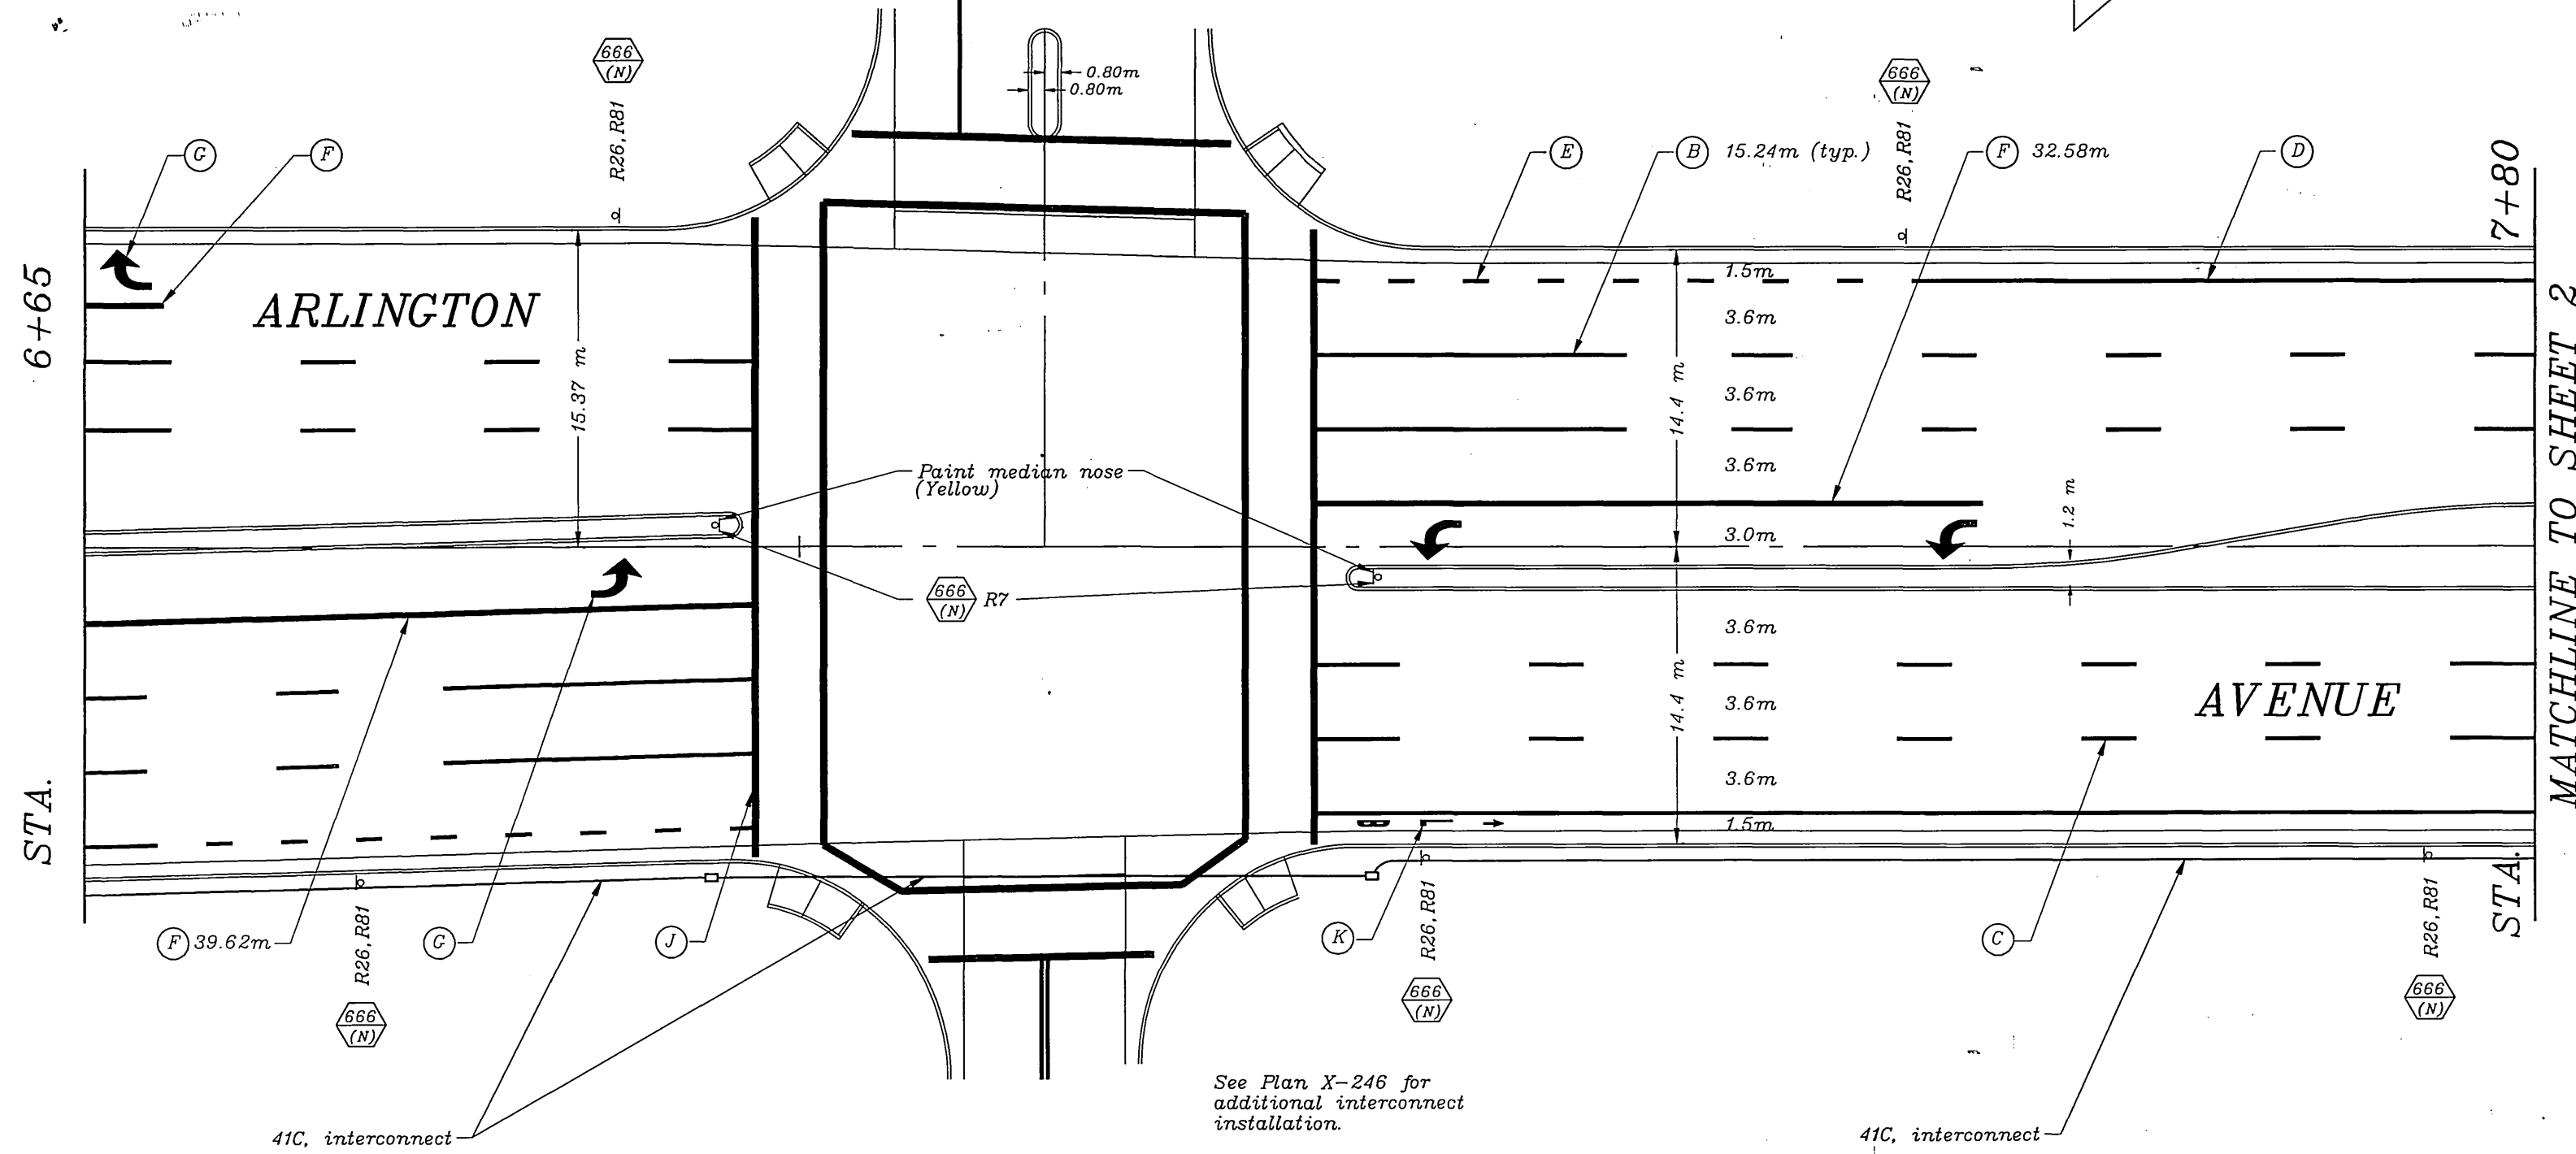 666
(N)
R26,R81
0.80m
0.80m
666
(N)
R26,R81
G
F
E
B 15.24m (typ.)
F 32.58m
D
7+80
6+65
ARLINGTON
15.37 m
1.5m
3.6m
3.6m
14.4 m
3.6m
3.0m
1.2 m
Paint median nose
(Yellow)
666
(N)
R7
3.6m
3.6m
14.4 m
3.6m
1.5m
AVENUE
MATCHLINE TO SHEET 2
STA.
STA.
F 39.62m
G
J
K
C
R26,R81
666
(N)
R26,R81
666
(N)
R26,R81
666
(N)
See Plan X-246 for
additional interconnect
installation.
41C, interconnect
41C, interconnect